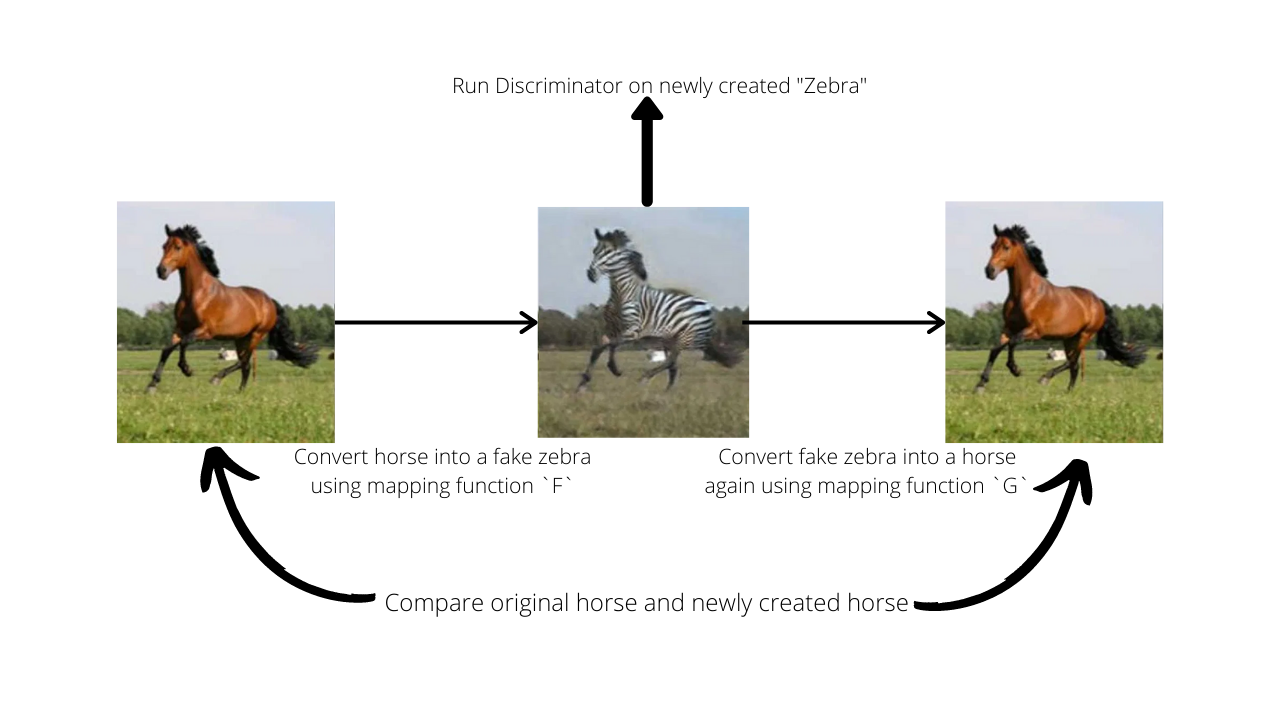 Run Discriminator on newly created "Zebra"
Convert horse into a fake zebra
using mapping function `F`
Convert fake zebra into a horse
again using mapping function `G`
Compare original horse and newly created horse